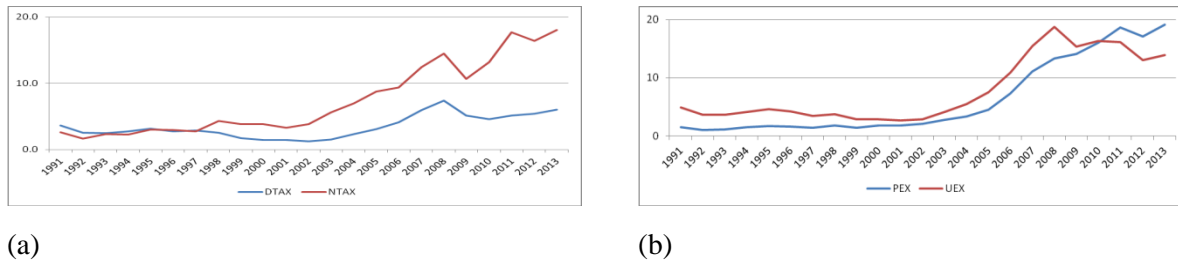 20.0
10.0
0.0
1991 1992 1993 1994 1995 1996 1997 1998 1999 2000 2001 2002 2003 2004 2005 2006 2007 2008 2009 2010 2011 2012 2013
DTAX NTAX
(a)
20
10
0
1991 1992 1993 1994 1995 1996 1997 1998 1999 2000 2001 2002 2003 2004 2005 2006 2007 2008 2009 2010 2011 2012 2013
PEX UEX
(b)